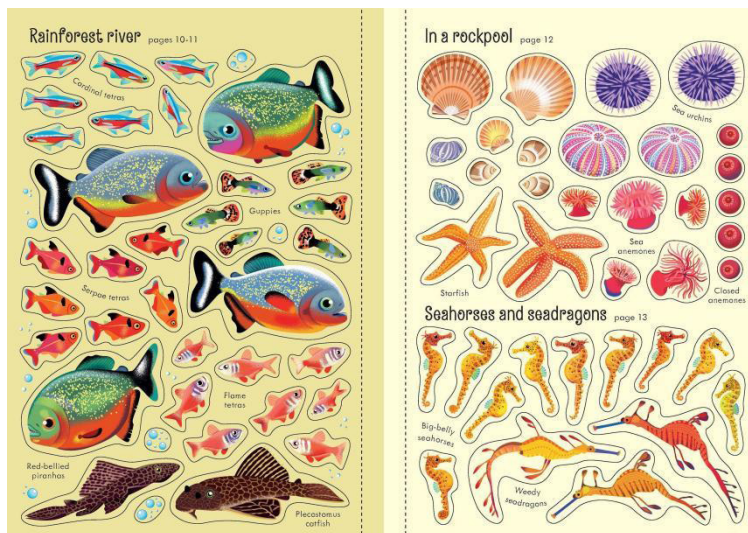 Rainforest river pages 10-11
Cardinal tetras
Guppies
Serpae tetras
Flame
tetras
Red-bellied
piranhas
Plecostomus
catfish
In a rockpool page 12
Sea urchins
Sea
anemones
Starfish
Closed
anemones
Seahorses and seadragons page 13
Big-belly
seahorses
Weedy
seadragons